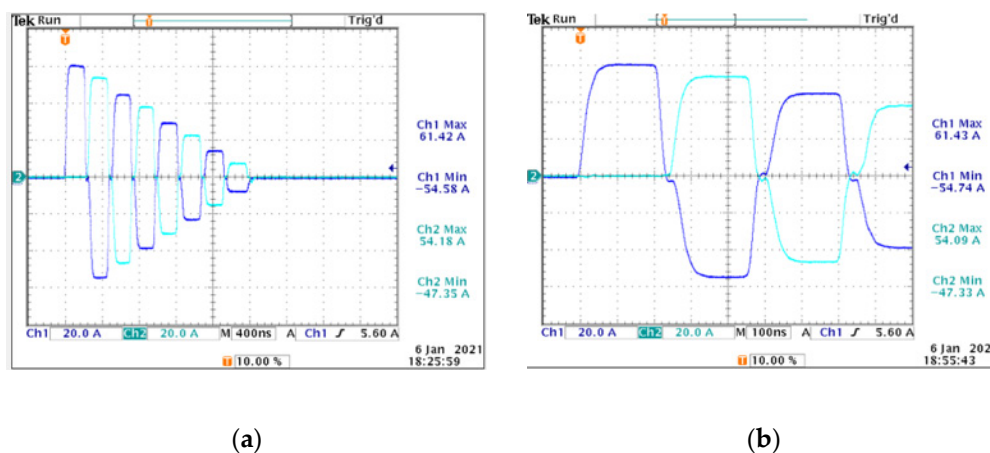 Tek Run Trig'd
T
T
2
Ch1 Max
61.42 A
Ch1 Min
-54.58 A
Ch2 Max
54.18 A
Ch2 Min
-47.35 A
Ch1 20.0 A Ch2 20.0 A M 400ns A Ch1 5.60 A
T 10.00 %
6 Jan 2021
18:25:59
(a)
Tek Run Trig'd
T
T
2
Ch1 Max
61.43 A
Ch1 Min
-54.74 A
Ch2 Max
54.09 A
Ch2 Min
-47.33 A
Ch1 20.0 A Ch2 20.0 A M 100ns A Ch1 5.60 A
T 10.00 %
6 Jan 202
18:55:43
(b)